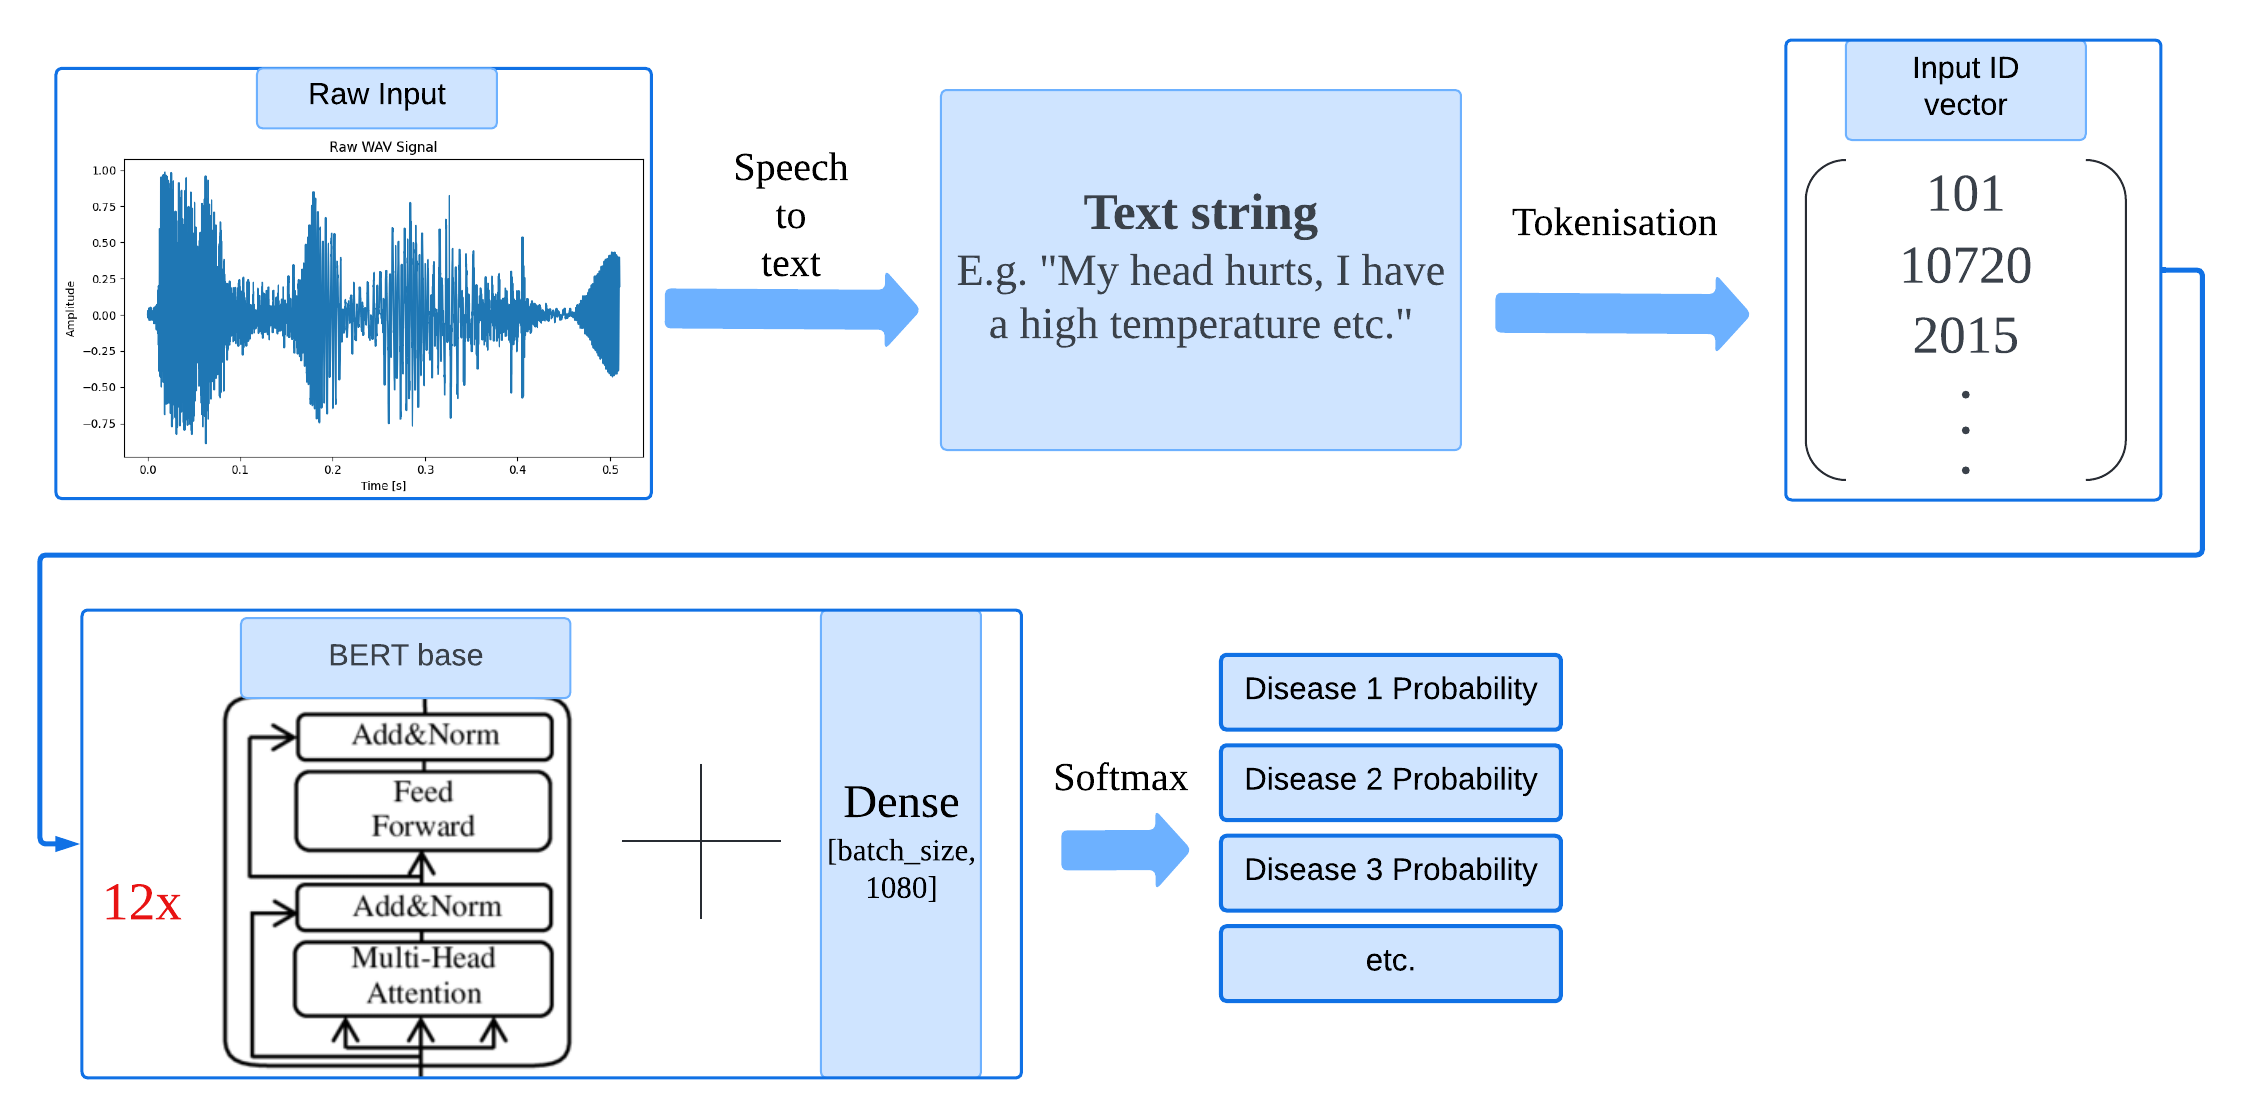 Raw Input
Raw WAV Signal
1.00
0.75
0.50
0.25
0.00
−0.25
−0.50
−0.75
Amplitude
0.0 0.1 0.2 0.3 0.4 0.5
Time [s]
Speech
to
text
Text string
E.g. "My head hurts, I have
a high temperature etc."
Tokenisation
Input ID
vector
101
10720
2015
.
.
.
BERT base
Add&Norm
Feed
Forward
Add&Norm
Multi-Head
Attention
12x
Dense
[batch_size,
1080]
Softmax
Disease 1 Probability
Disease 2 Probability
Disease 3 Probability
etc.